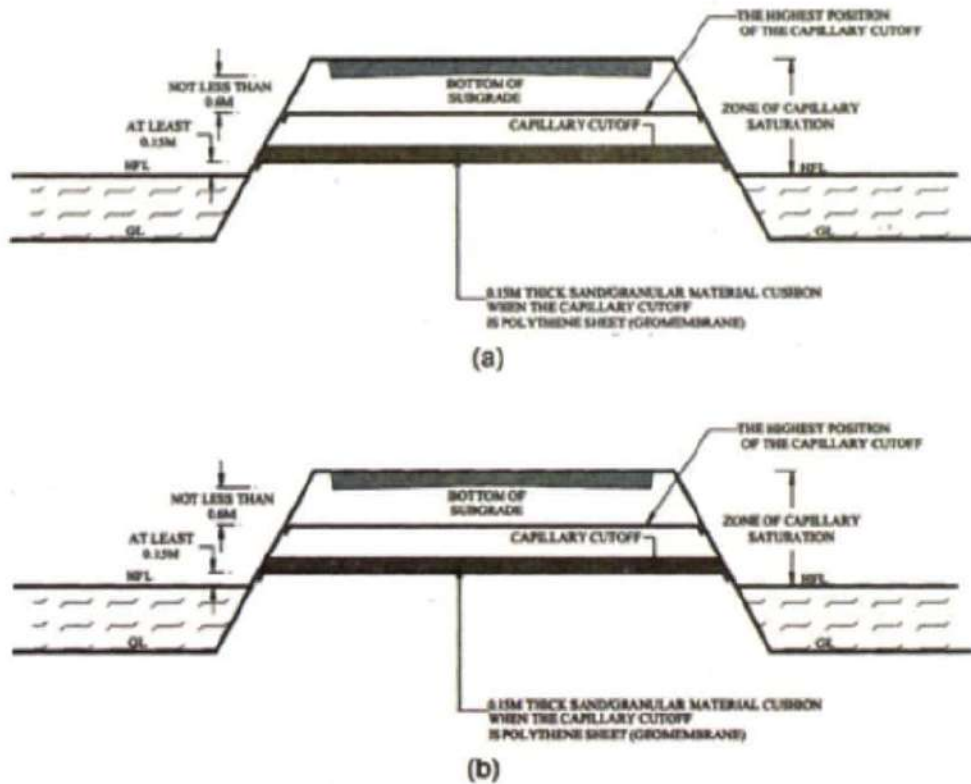 THE HIGHEST POSITION
OF THE CAPILLARY CUTOFF
NOT LESS THAN
0.6M
BOTTOM OF
SUBGRADE
ZONE OF CAPILLARY
SATURATION
AT LEAST
0.15M
CAPILLARY CUTOFF
HFL
HFL
GL
GL
0.15M THICK SAND/GRANULAR MATERIAL CUSHION
WHEN THE CAPILLARY CUTOFF
IS POLYTHENE SHEET (GEOMEMBRANE)
(a)
THE HIGHEST POSITION
OF THE CAPILLARY CUTOFF
NOT LESS THAN
0.6M
BOTTOM OF
SUBGRADE
ZONE OF CAPILLARY
SATURATION
AT LEAST
0.15M
CAPILLARY CUTOFF
HFL
HFL
GL
GL
0.15M THICK SAND/GRANULAR MATERIAL CUSHION
WHEN THE CAPILLARY CUTOFF
IS POLYTHENE SHEET (GEOMEMBRANE)
(b)